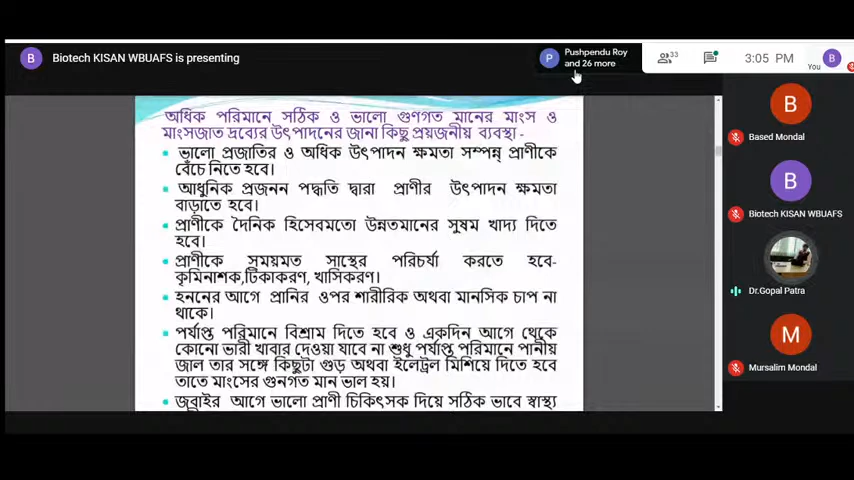 Biotech KISAN WBUAFS is presenting
Pushpendu Roy
and 26 more
33
3:05 PM
You
অধিক পরিমানে সঠিক ও ভালো গুণগত মানের মাংস ও
মাংসজাত দ্রব্যের উৎপাদনের জানা কিছু প্রয়জনীয় ব্যবস্থা -
ভালো প্রজাতির ও অধিক উৎপাদন ক্ষমতা সম্পন্ন প্রাণীকে
বেঁচে নিতে হবে।
আধুনিক প্রজনন পদ্ধতি দ্বারা প্রাণীর উৎপাদন ক্ষমতা
বাড়াতে হবে।
প্রাণীকে দৈনিক হিসেবমতো উন্নতমানের সুষম খাদ্য দিতে
হবে।
প্রাণীকে সময়মত সাস্থের পরিচর্যা করতে হবে-
কৃমিনাশক,টিকাকরণ, খাসিকরণ।
হননের আগে প্রানির ওপর শারীরিক অথবা মানসিক চাপ না
থাকে।
পর্যাপ্ত পরিমানে বিশ্রাম দিতে হবে ও একদিন আগে থেকে
কোনো ভারী খাবার দেওয়া যাবে না শুধু পর্যাপ্ত পরিমানে পানীয়
জাল তার সঙ্গে কিছুটা গুড় অথবা ইলেট্রল মিশিয়ে দিতে হবে
তাতে মাংসের গুনগত মান ভাল হয়।
জবাইর আগে ভালো প্রাণী চিকিৎসক দিয়ে সঠিক ভাবে স্বাস্থ্য
B
Based Mondal
B
Biotech KISAN WBUAFS
Dr.Gopal Patra
M
Mursalim Mondal